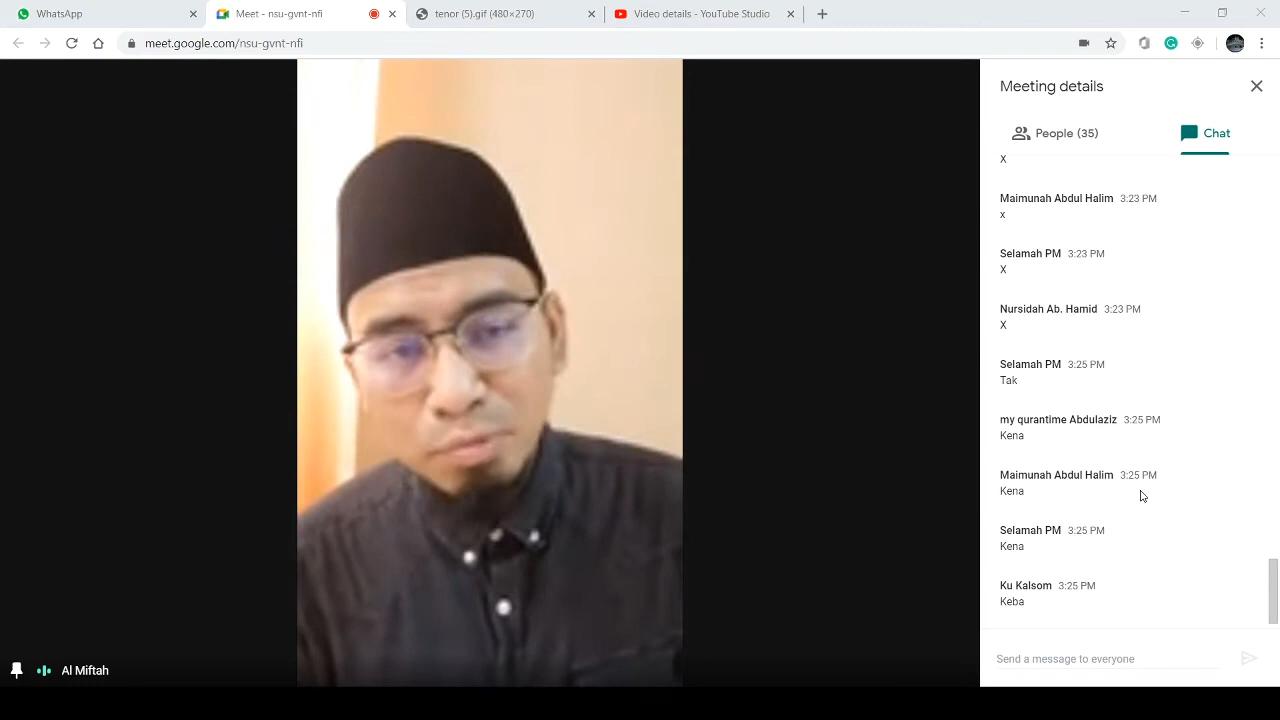 WhatsApp
Meet - nsu-gvnt-nfi
tenor (5).gif (480×270)
Video details - YouTube Studio
meet.google.com/nsu-gvnt-nfi
Meeting details
People (35)
Chat
X
Maimunah Abdul Halim 3:23 PM
x
Selamah PM 3:23 PM
X
Nursidah Ab. Hamid 3:23 PM
X
Selamah PM 3:25 PM
Tak
my qurantime Abdulaziz 3:25 PM
Kena
Maimunah Abdul Halim 3:25 PM
Kena
Selamah PM 3:25 PM
Kena
Ku Kalsom 3:25 PM
Keba
Send a message to everyone
Al Miftah